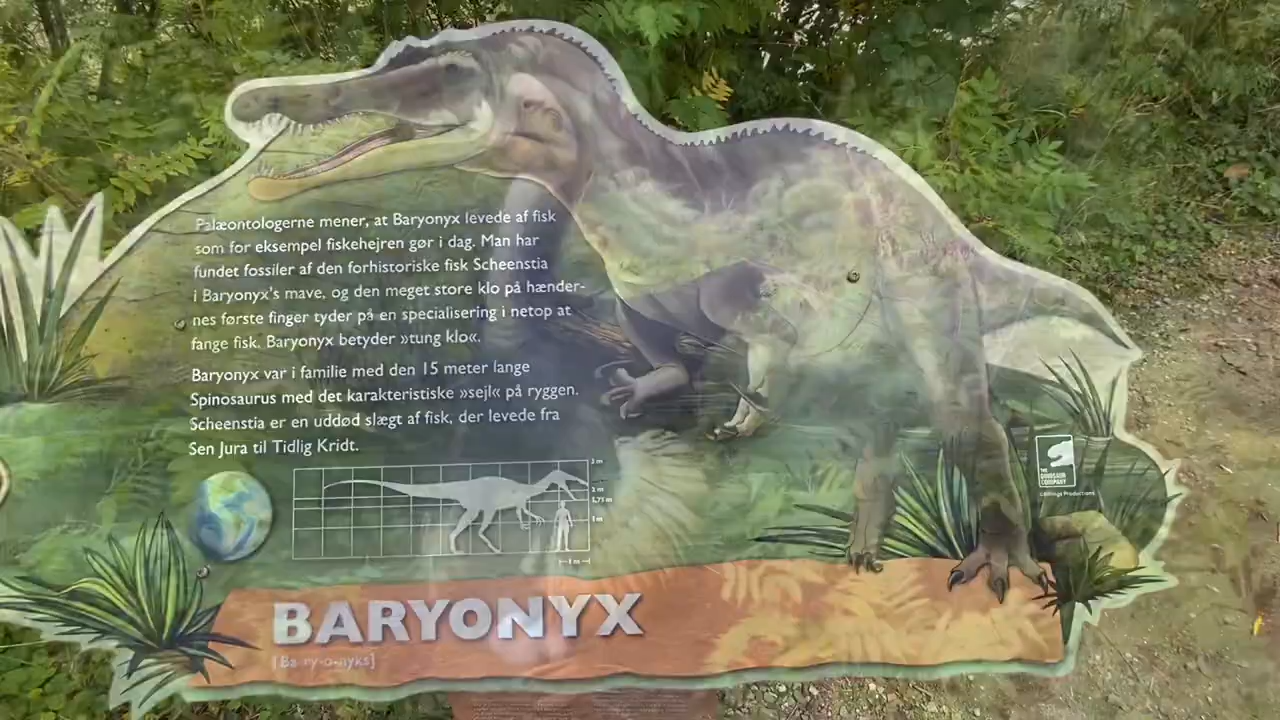 Palæontologerne mener, at Baryonyx levede af fisk
som for eksempel fiskehejren gør i dag. Man har
fundet fossiler af den forhistoriske fisk Scheenstia
i Baryonyx's mave, og den meget store klo på hænder-
nes første finger tyder på en specialisering i netop at
fange fisk. Baryonyx betyder »tung klo«.
Baryonyx var i familie med den 15 meter lange
Spinosaurus med det karakteristiske »sejl« på ryggen.
Scheenstia er en uddød slægt af fisk, der levede fra
Sen Jura til Tidlig Kridt.
3 m
2 m
1,75 m
1 m
1 m
THE
DINOSAUR
COMPANY
©Billings Productions
BARYONYX
[Ba-ry-o-nyks]